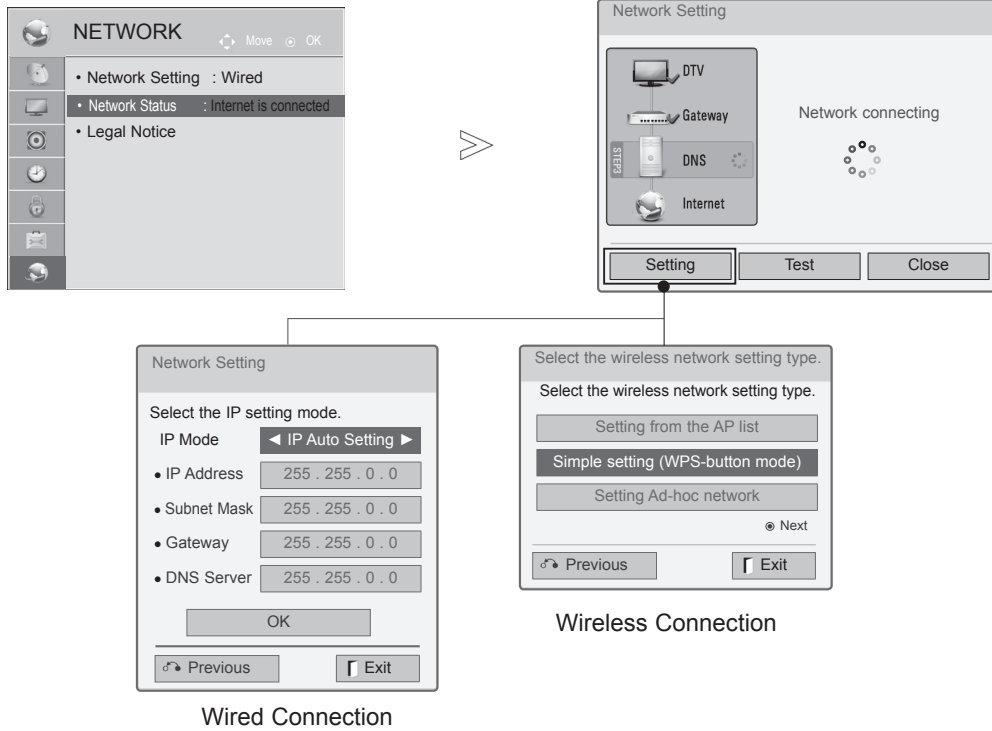 NETWORK
Move OK
• Network Setting : Wired
• Network Status : Internet is connected
• Legal Notice
Network Setting
DTV
Gateway
STEP3
DNS
Internet
Network connecting
Setting
Test
Close
Network Setting
Select the IP setting mode.
IP Mode ◄ IP Auto Setting ►
• IP Address 255 . 255 . 0 . 0
• Subnet Mask 255 . 255 . 0 . 0
• Gateway 255 . 255 . 0 . 0
• DNS Server 255 . 255 . 0 . 0
OK
Previous
Exit
Wired Connection
Select the wireless network setting type.
Select the wireless network setting type.
Setting from the AP list
Simple setting (WPS-button mode)
Setting Ad-hoc network
Next
Previous
Exit
Wireless Connection